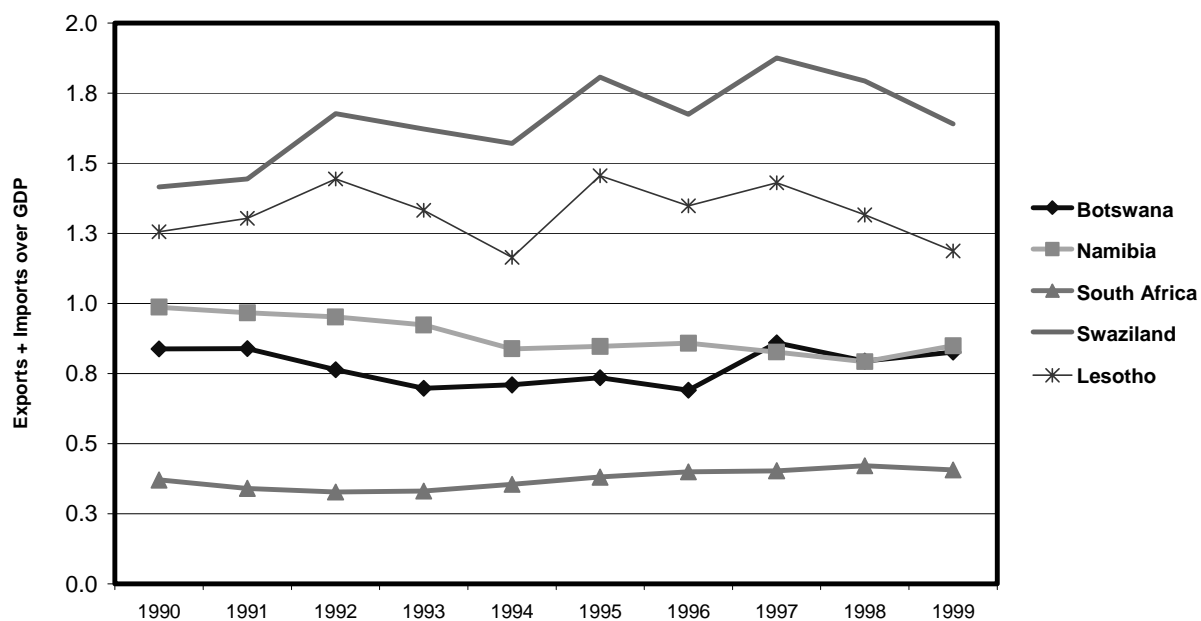 Exports + Imports over GDP
2.0
1.8
1.5
1.3
1.0
0.8
0.5
0.3
0.0
1990 1991 1992 1993 1994 1995 1996 1997 1998 1999
Botswana
Namibia
South Africa
Swaziland
Lesotho